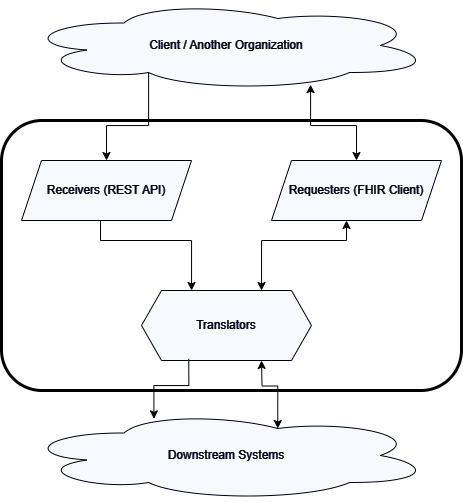 Client / Another Organization
Receivers (REST API)
Requesters (FHIR Client)
Translators
Downstream Systems